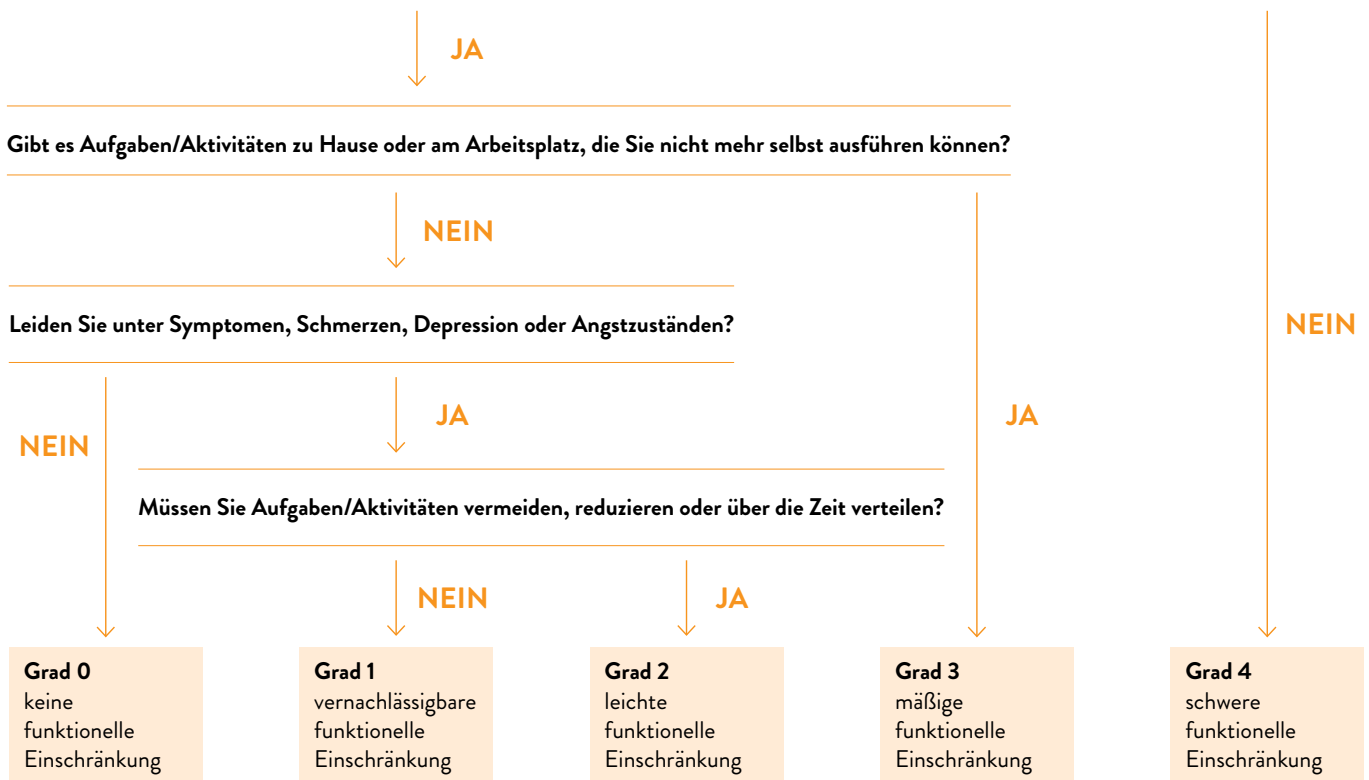 JA
Gibt es Aufgaben/Aktivitäten zu Hause oder am Arbeitsplatz, die Sie nicht mehr selbst ausführen können?
NEIN
Leiden Sie unter Symptomen, Schmerzen, Depression oder Angstzuständen?
NEIN
NEIN
JA
JA
Müssen Sie Aufgaben/Aktivitäten vermeiden, reduzieren oder über die Zeit verteilen?
NEIN
JA
Grad 0
keine
funktionelle
Einschränkung
Grad 1
vernachlässigbare
funktionelle
Einschränkung
Grad 2
leichte
funktionelle
Einschränkung
Grad 3
mäßige
funktionelle
Einschränkung
Grad 4
schwere
funktionelle
Einschränkung